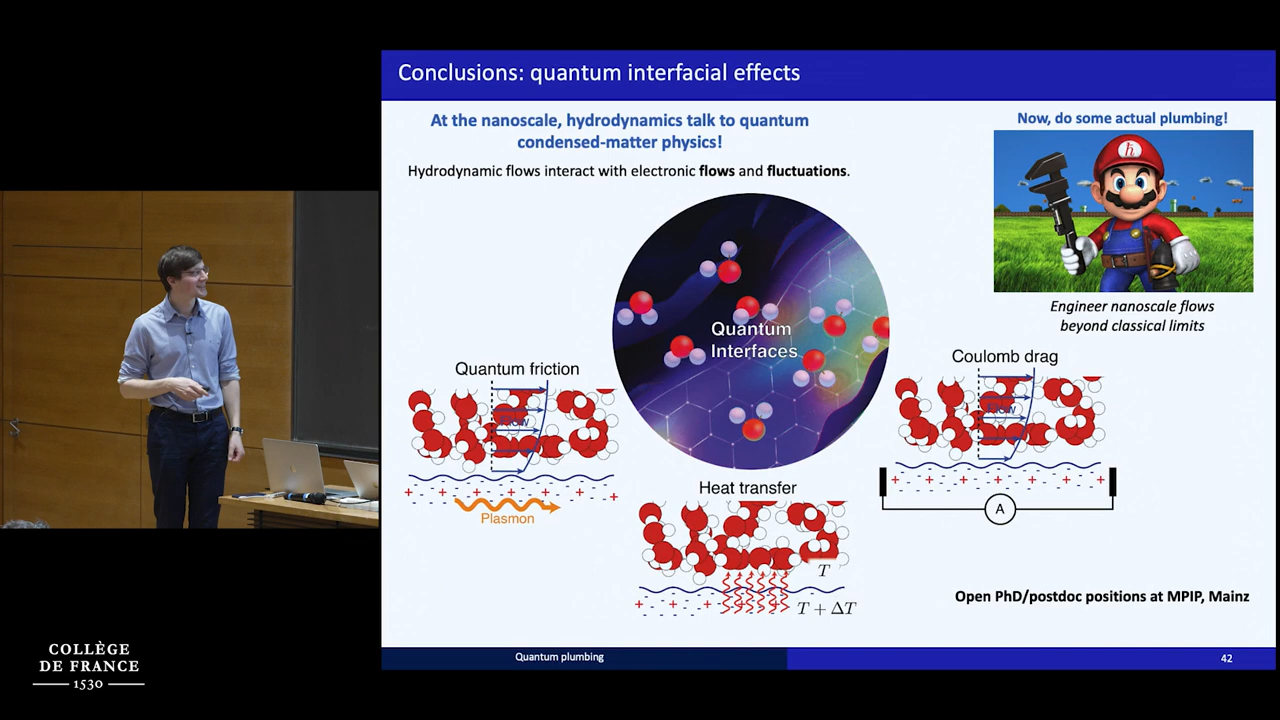 Conclusions: quantum interfacial effects
At the nanoscale, hydrodynamics talk to quantum
condensed-matter physics!
Hydrodynamic flows interact with electronic flows and fluctuations.
Now, do some actual plumbing!
ħ
Engineer nanoscale flows
beyond classical limits
Quantum
Interfaces
Quantum friction
Flow
Plasmon
Heat transfer
T
T + ΔT
Coulomb drag
Flow
A
Open PhD/postdoc positions at MPIP, Mainz
Quantum plumbing
42
COLLÈGE
DE FRANCE
1530